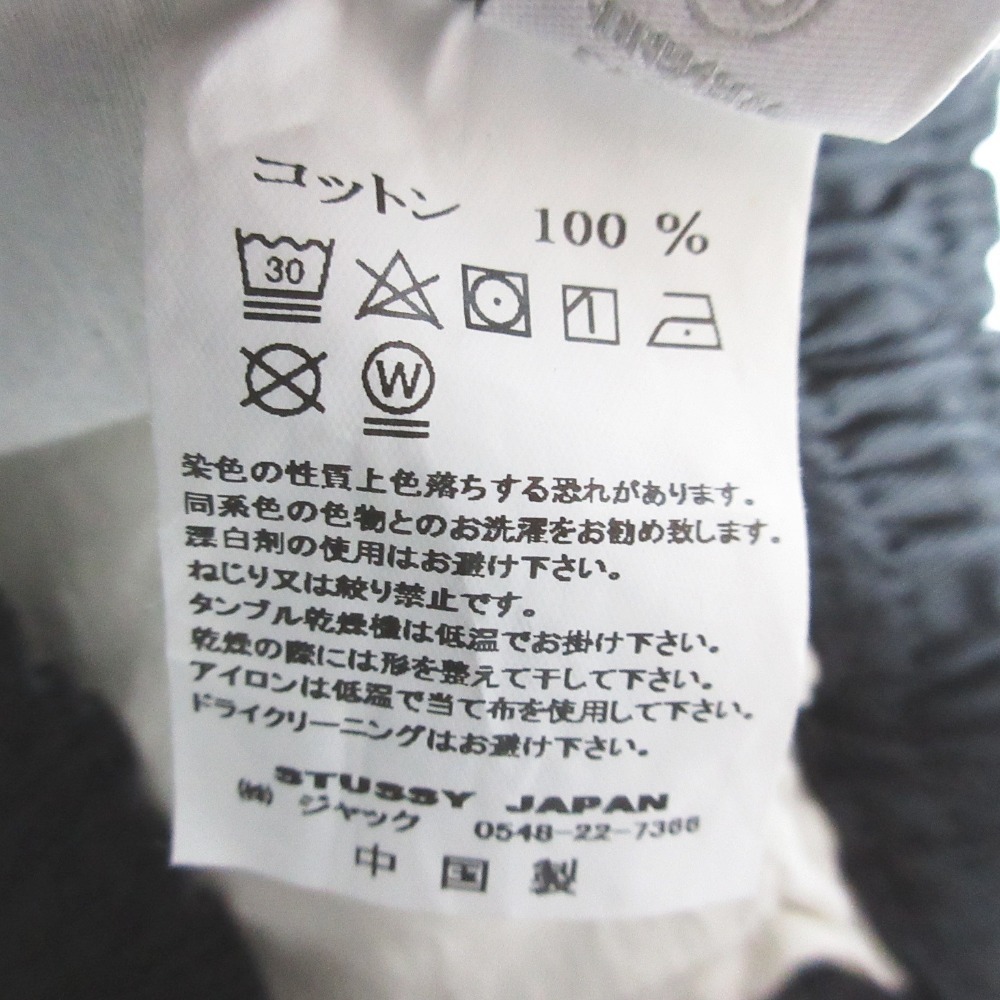 コットン 100 %
30
W
染色の性質上色落ちする恐れがあります。
同系色の色物とのお洗濯をお勧め致します。
漂白剤の使用はお避け下さい。
ねじり又は絞り禁止です。
タンブル乾燥機は低温でお掛け下さい。
乾燥の際には形を整えて干して下さい。
アイロンは低温で当て布を使用して下さい。
ドライクリーニングはお避け下さい。
STUSSY JAPAN
㈱ ジャック 0548-22-7366
中国製